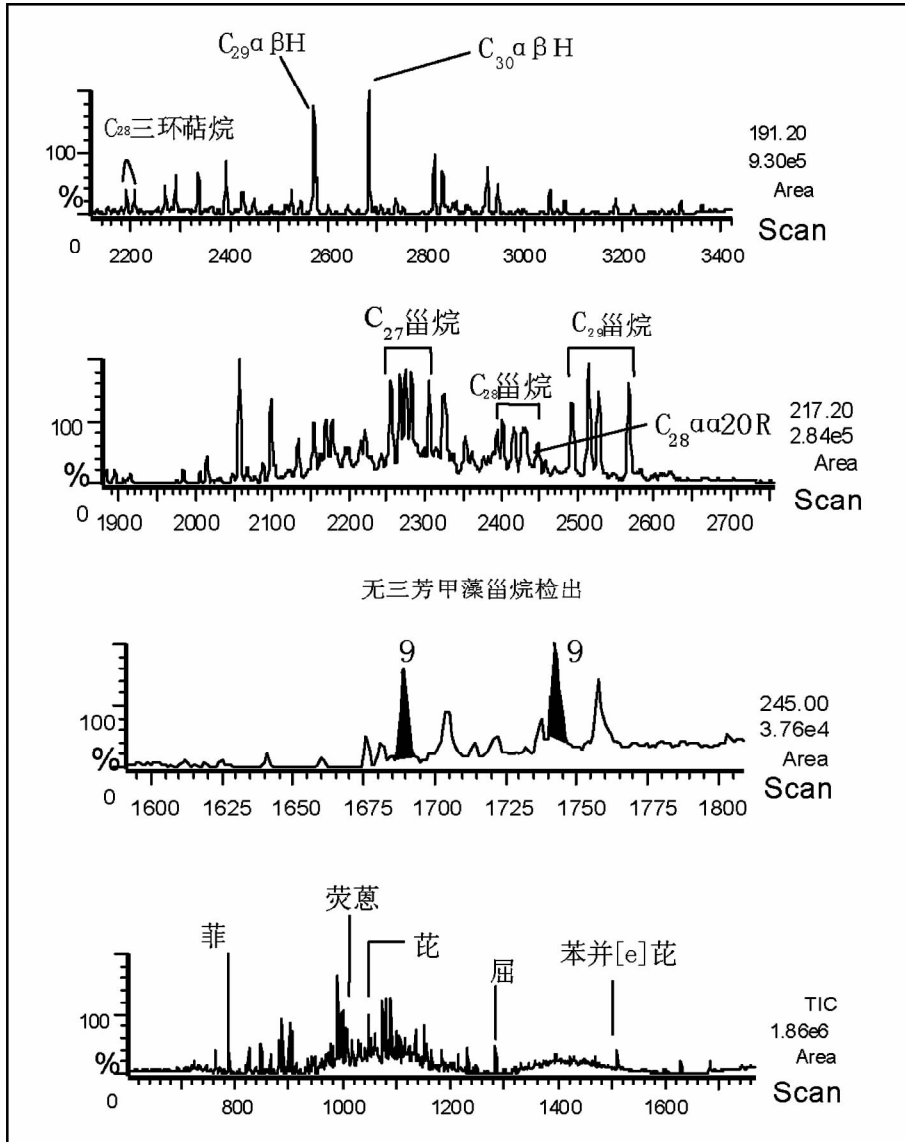 C₂₉αβH
C₃₀αβH
C₂₈三环萜烷
100
%
0
191.20
9.30e5
Area
Scan
2200 2400 2600 2800 3000 3200 3400
C₂₇甾烷
C₂₉甾烷
C₂₈甾烷
C₂₈αα20R
100
%
0
217.20
2.84e5
Area
Scan
1900 2000 2100 2200 2300 2400 2500 2600 2700
无三芳甲藻甾烷检出
9 9
100
%
0
245.00
3.76e4
Area
Scan
1600 1625 1650 1675 1700 1725 1750 1775 1800
荧蒽
菲 芘 屈 苯并[e]芘
100
%
0
TIC
1.86e6
Area
Scan
800 1000 1200 1400 1600